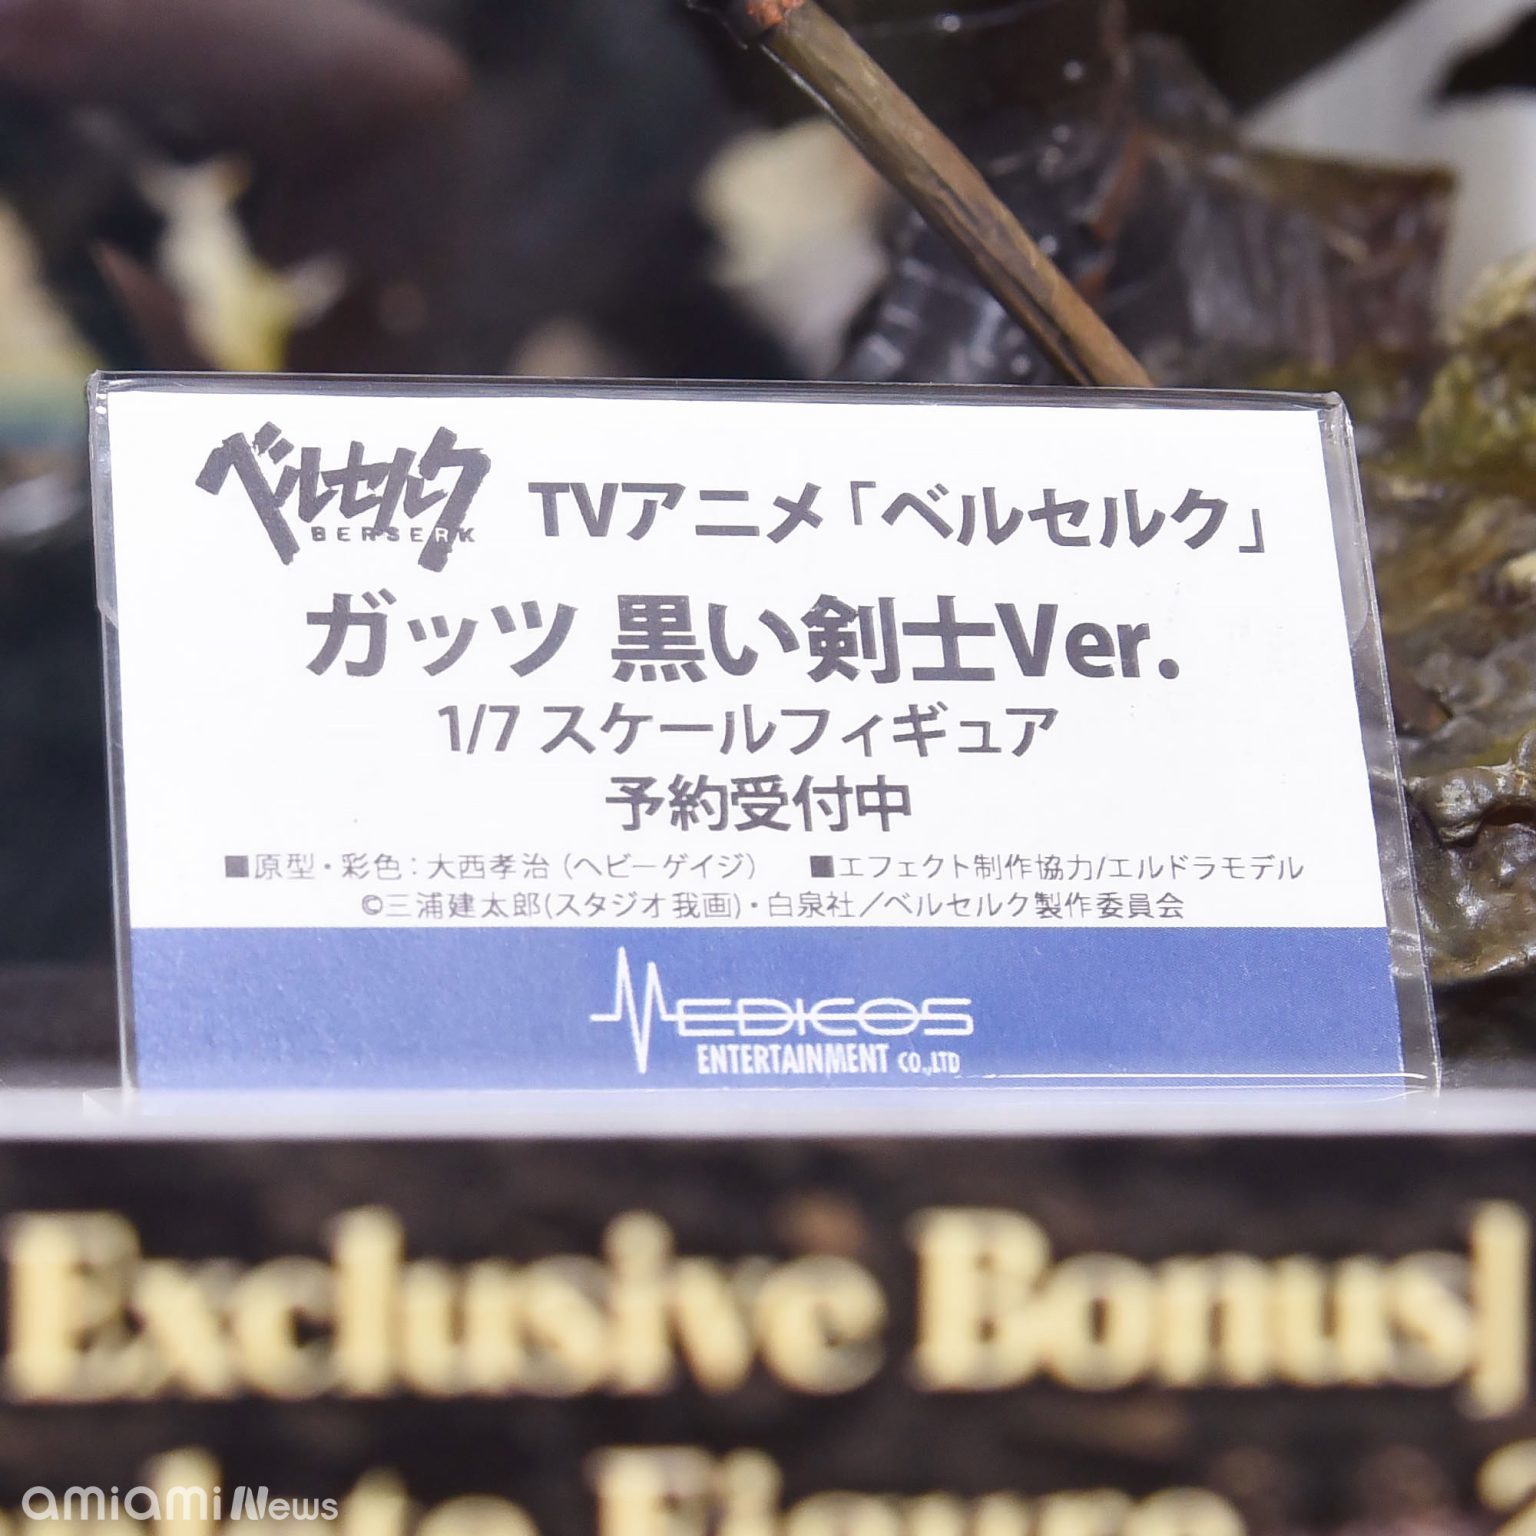 ベルセルク TVアニメ「ベルセルク」
BERSERK
ガッツ 黒い剣士Ver.
1/7 スケールフィギュア
予約受付中
■原型・彩色：大西孝治（ヘビーゲイジ） ■エフェクト制作協力/エルドラモデル
©三浦建太郎(スタジオ我画)・白泉社／ベルセルク製作委員会
MEDICOS
ENTERTAINMENT CO.,LTD
Exclusive Bonus]
Figure
amiami News